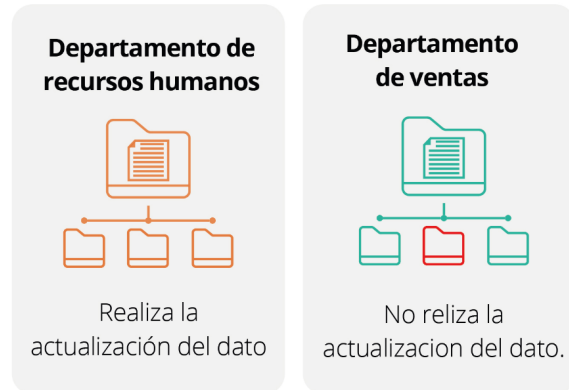 Departamento de
recursos humanos
Realiza la
actualización del dato
Departamento
de ventas
No reliza la
actualizacion del dato.